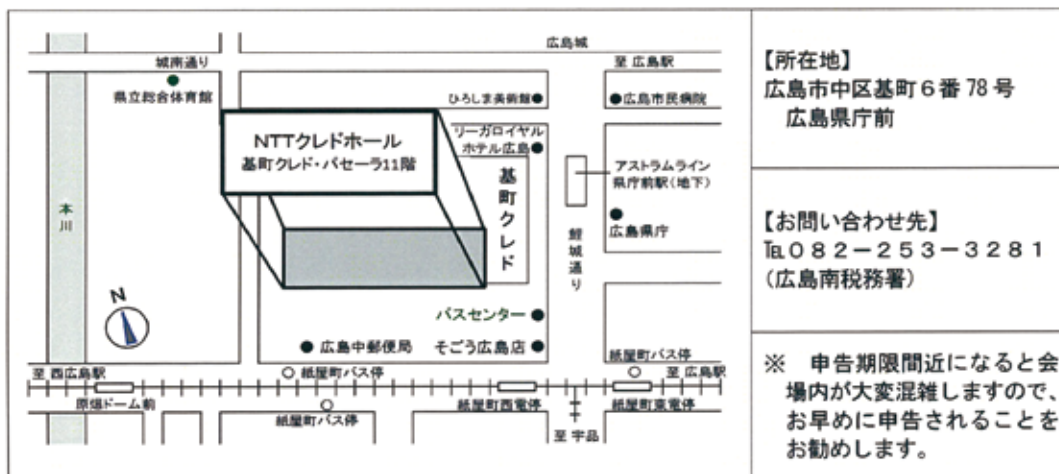 広島城
城南通り
至 広島駅
県立総合体育館
ひろしま美術館
広島市民病院
NTTクレドホール
基町クレド・パセーラ11階
リーガロイヤル
ホテル広島
基町クレド
アストラムライン
県庁前駅(地下)
本川
鯉城通り
広島県庁
N
バスセンター
広島中郵便局
そごう広島店
紙屋町バス停
至 西広島駅
紙屋町バス停
至 広島駅
原爆ドーム前
紙屋町バス停
紙屋町西電停
紙屋町東電停
至 宇品
【所在地】
広島市中区基町6番78号
広島県庁前
【お問い合わせ先】
℡082-253-3281
(広島南税務署)
※ 申告期限間近になると会
場内が大変混雑しますので、
お早めに申告されることを
お勧めします。